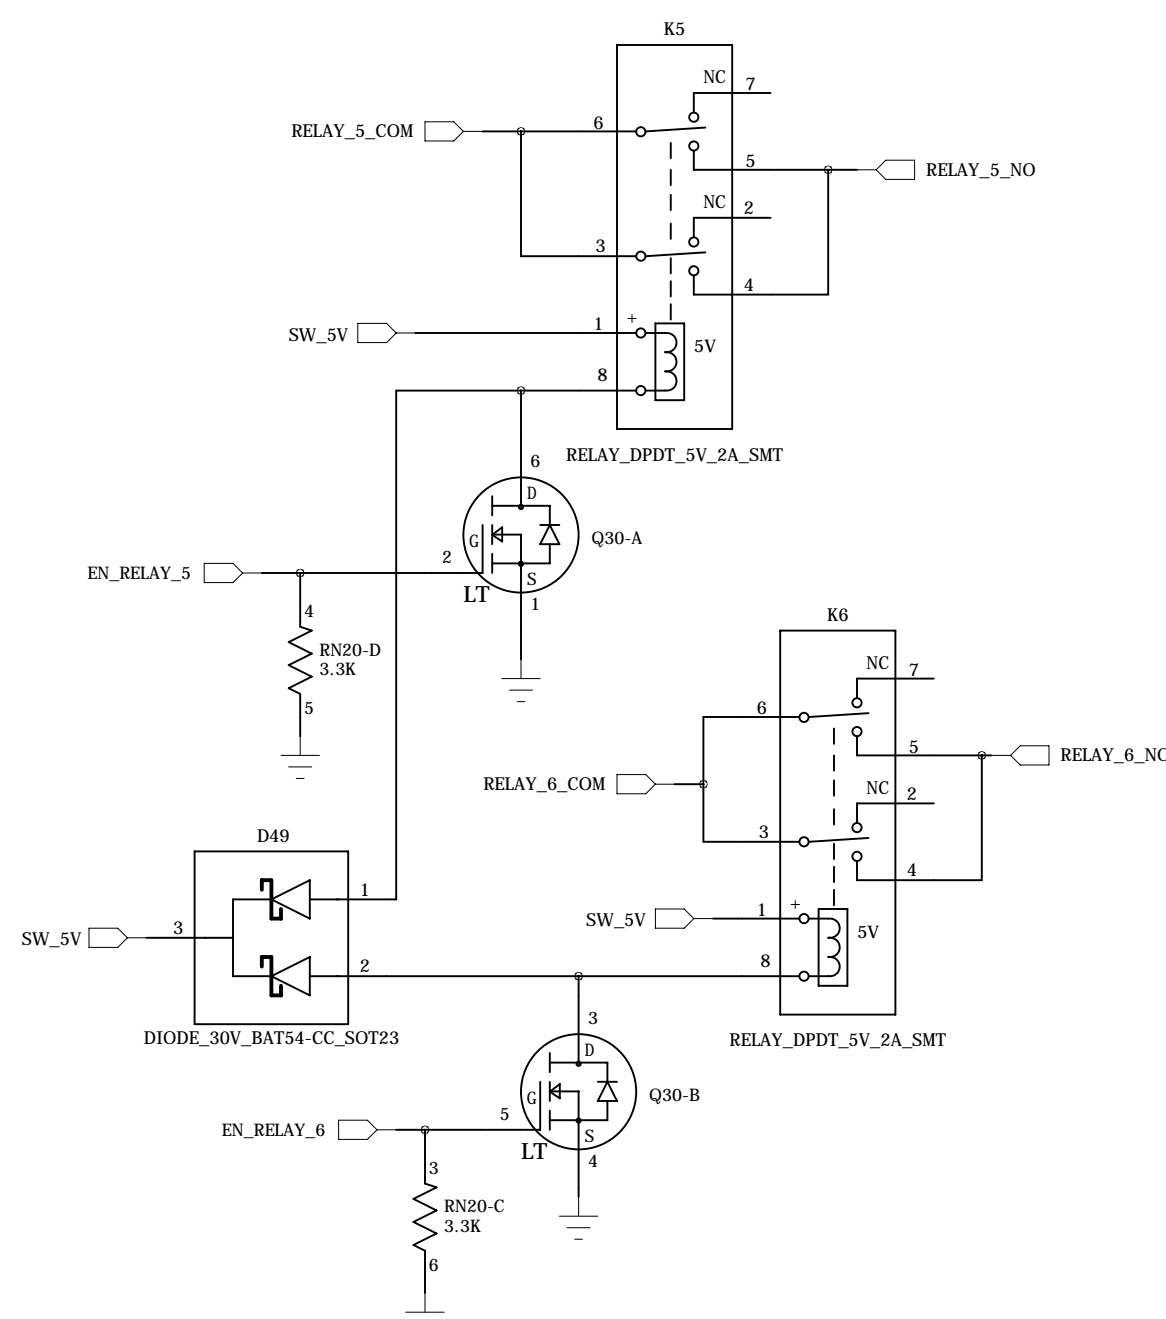 K5
NC
7
RELAY_5_COM
6
5
RELAY_5_NO
NC
2
3
4
SW_5V
1
+
5V
8
RELAY_DPDT_5V_2A_SMT
6
D
G
Q30-A
2
EN_RELAY_5
S
LT
1
4
RN20-D
3.3K
5
K6
NC
7
6
5
RELAY_6_NO
RELAY_6_COM
NC
2
3
4
D49
1
SW_5V
1
+
5V
3
SW_5V
2
8
DIODE_30V_BAT54-CC_SOT23
RELAY_DPDT_5V_2A_SMT
3
D
G
Q30-B
5
EN_RELAY_6
S
LT
4
3
RN20-C
3.3K
6